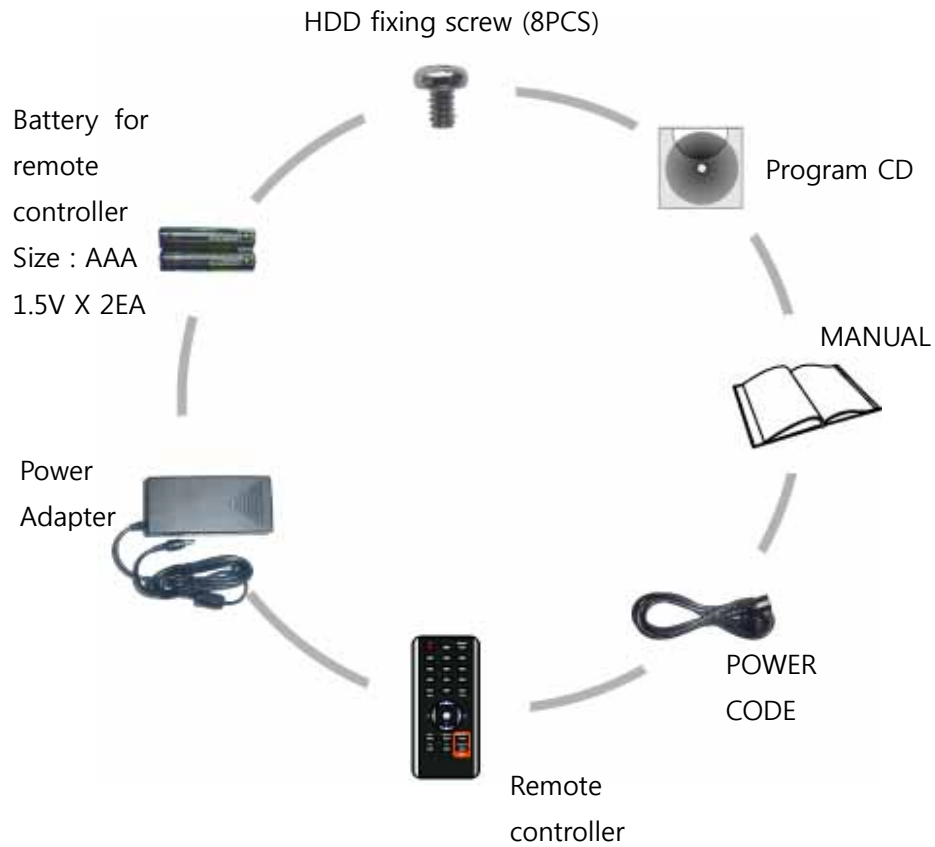 HDD fixing screw (8PCS)
Battery for
remote
controller
Size : AAA
1.5V X 2EA
Program CD
MANUAL
Power
Adapter
POWER
CODE
Remote
controller